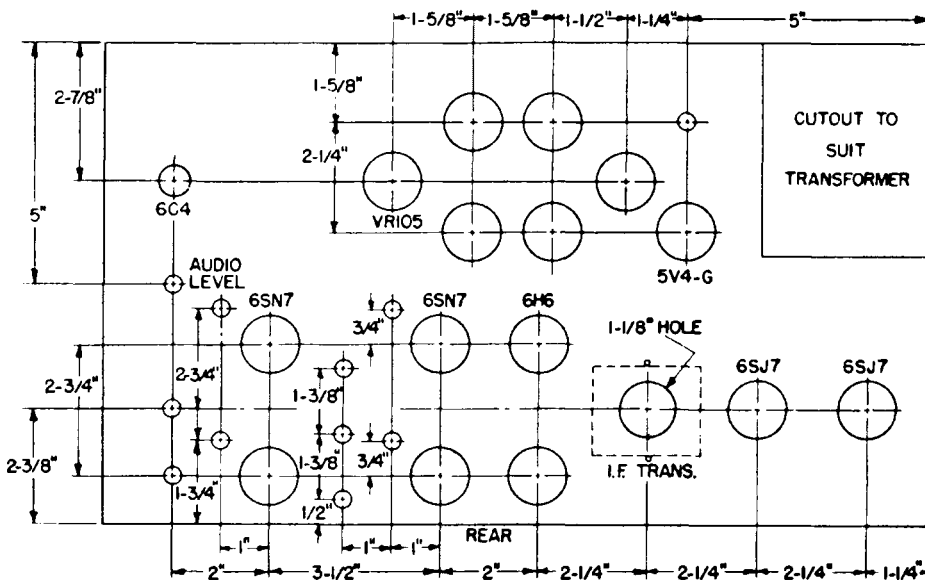 1-5/8" 1-5/8" 1-1/2" 1-1/4" 5"
2-7/8"
1-5/8"
CUTOUT TO
SUIT
TRANSFORMER
2-1/4"
6C4
VR105
5"
5V4-G
AUDIO
LEVEL
6SN7
6SN7
6H6
3/4"
1-1/8" HOLE
6SJ7
6SJ7
2-3/4"
2-3/4"
1-3/8"
2-3/8"
1-3/4"
1-3/8"
3/4"
I.F. TRANS.
1/2"
REAR
1" 1" 1"
2" 3-1/2" 2" 2-1/4" 2-1/4" 2-1/4" 1-1/4"